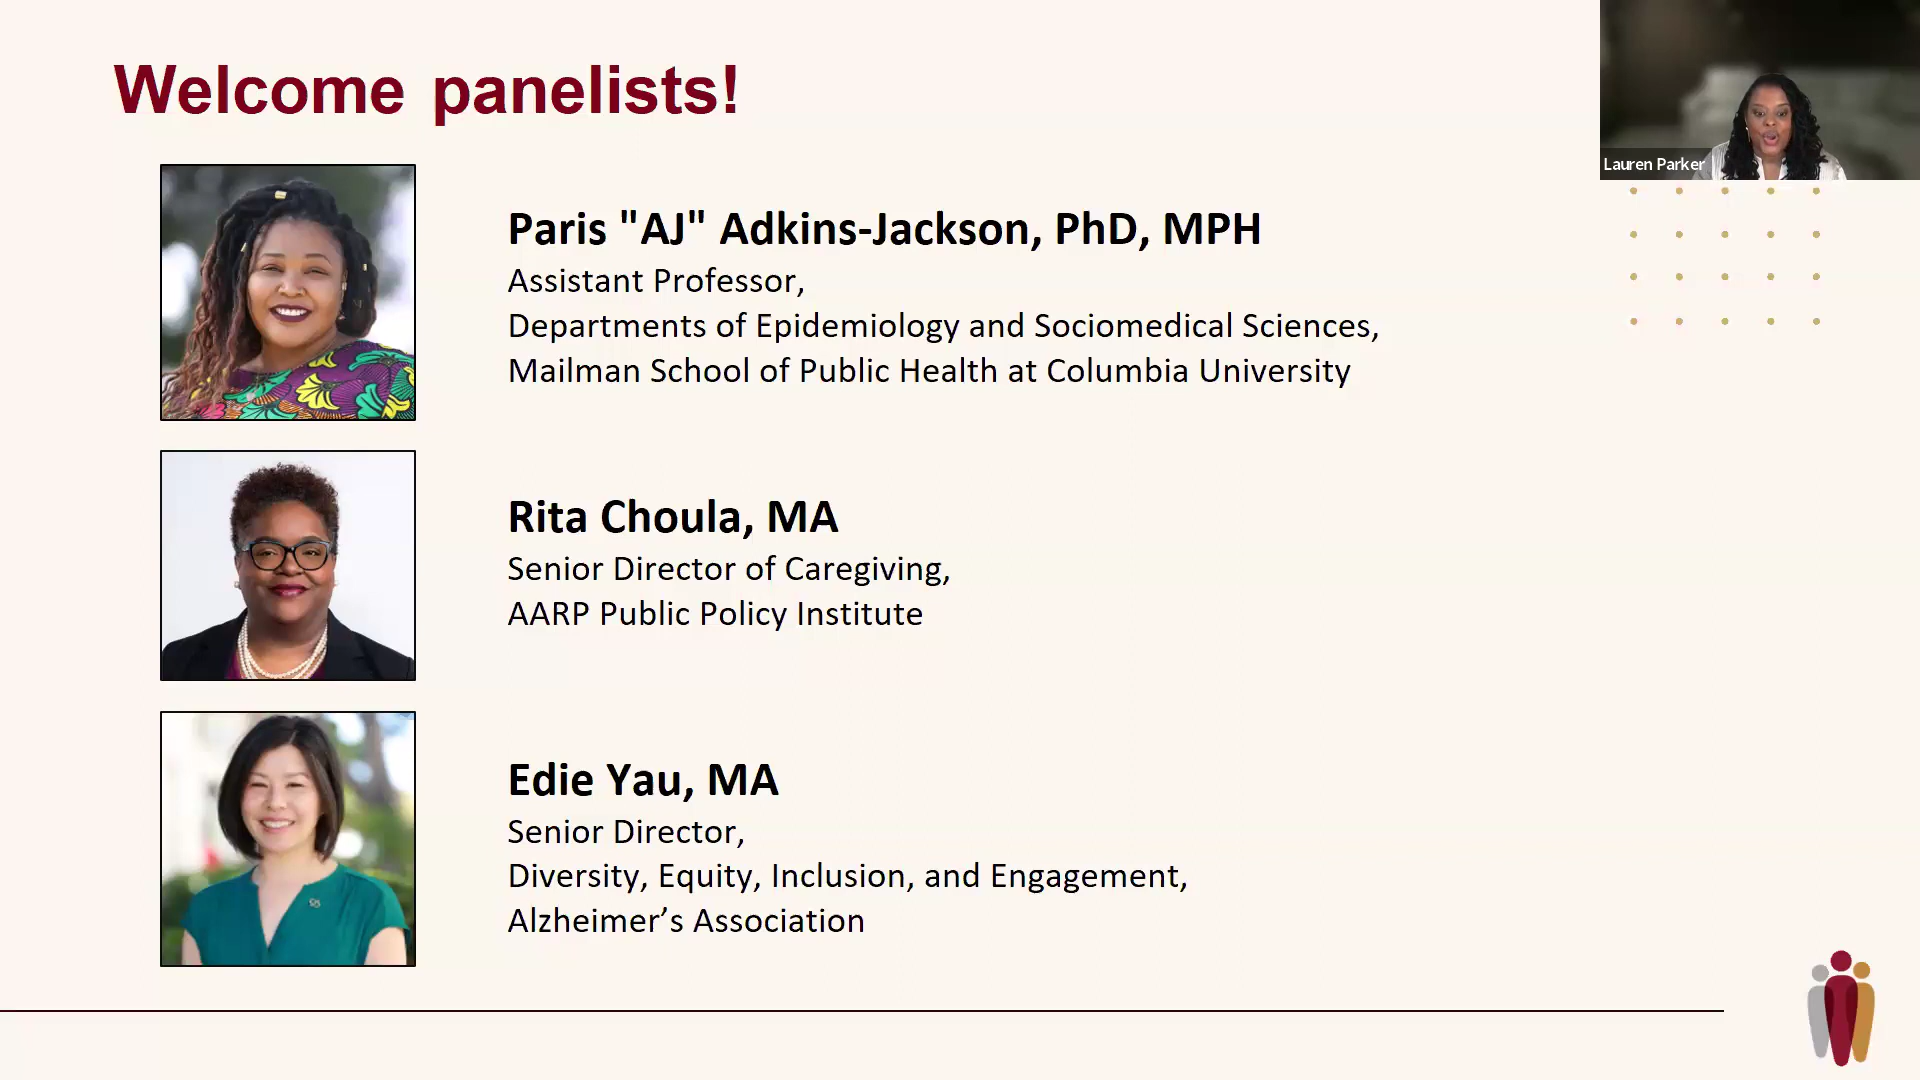 Welcome panelists!
Lauren Parker
Paris "AJ" Adkins-Jackson, PhD, MPH
Assistant Professor,
Departments of Epidemiology and Sociomedical Sciences,
Mailman School of Public Health at Columbia University
Rita Choula, MA
Senior Director of Caregiving,
AARP Public Policy Institute
Edie Yau, MA
Senior Director,
Diversity, Equity, Inclusion, and Engagement,
Alzheimer’s Association